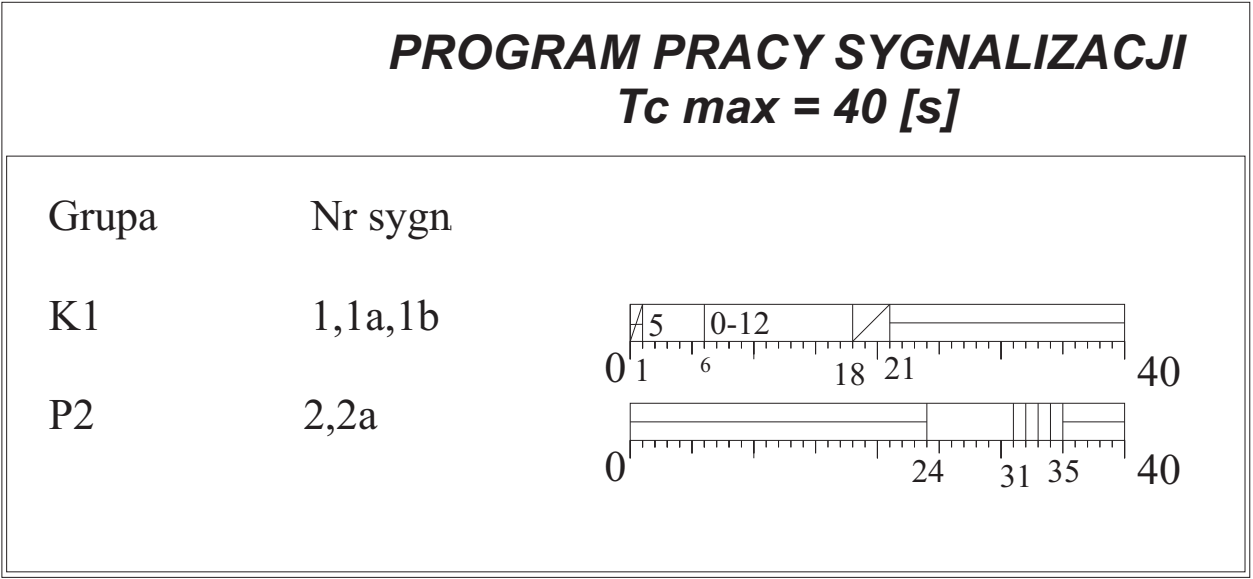 PROGRAM PRACY SYGNALIZACJI
Tc max = 40 [s]
Grupa Nr sygn
K1 1,1a,1b
5 0-12
0 1 6 18 21 40
P2 2,2a
0 24 31 35 40